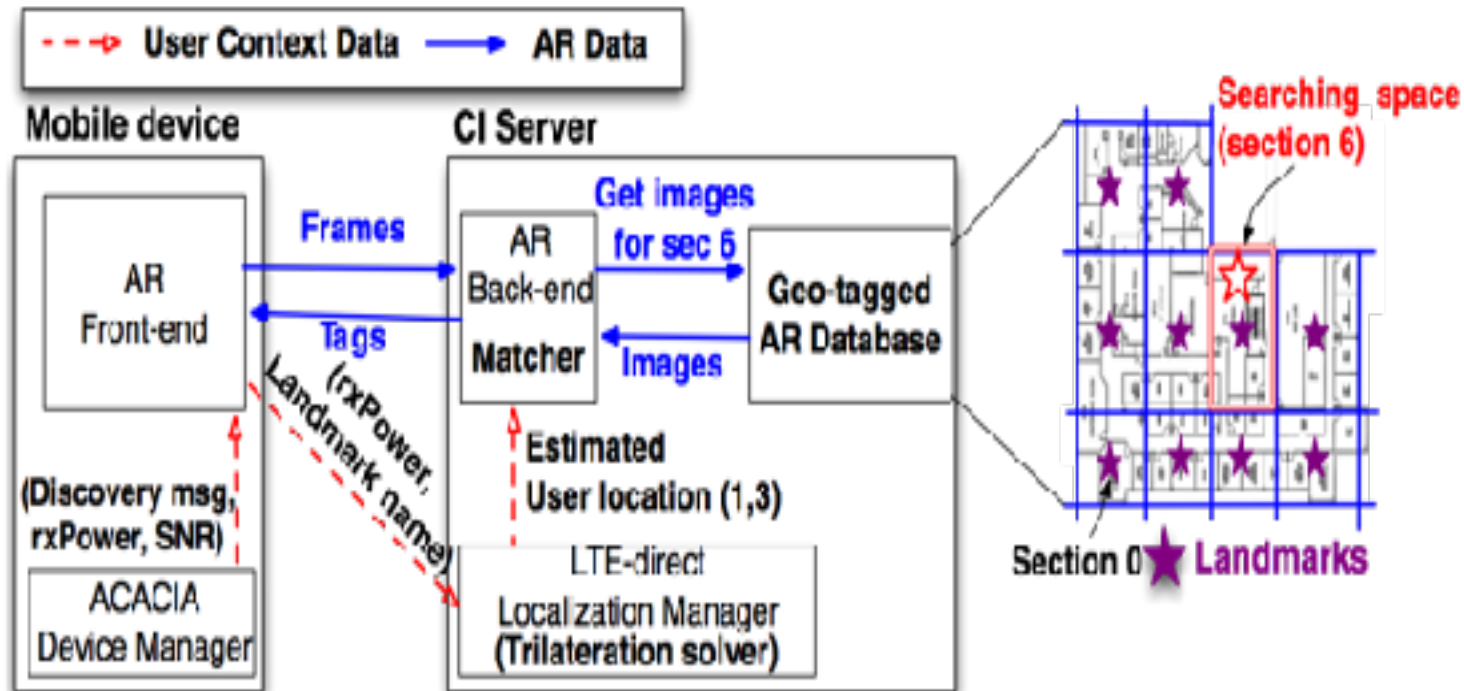 User Context Data
AR Data
Mobile device
CI Server
Searching space
(section 6)
AR
Front-end
Frames
Tags
(rxPower,
Landmark name)
AR
Back-end
Matcher
Get images
for sec 6
Images
Geo-tagged
AR Database
(Discovery msg,
rxPower, SNR)
ACACIA
Device Manager
Estimated
User location (1,3)
LTE-direct
Localization Manager
(Trilateration solver)
Section 0
Landmarks